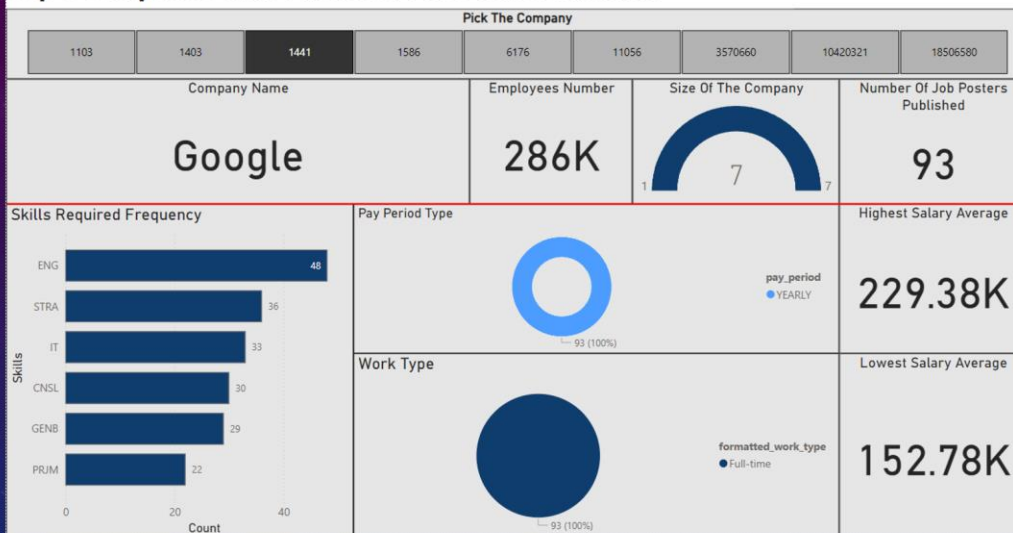 Pick The Company
1103 1403 1441 1586 6176 11056 3570660 10420321 18506580
Company Name
Google
Employees Number
286K
Size Of The Company
7
1 7
Number Of Job Posters
Published
93
Skills Required Frequency
Skills
ENG 48
STRA 36
IT 33
CNSL 30
GENB 29
PRJM 22
0 20 40
Count
Pay Period Type
pay_period
YEARLY
93 (100%)
Work Type
formatted_work_type
Full-time
93 (100%)
Highest Salary Average
229.38K
Lowest Salary Average
152.78K